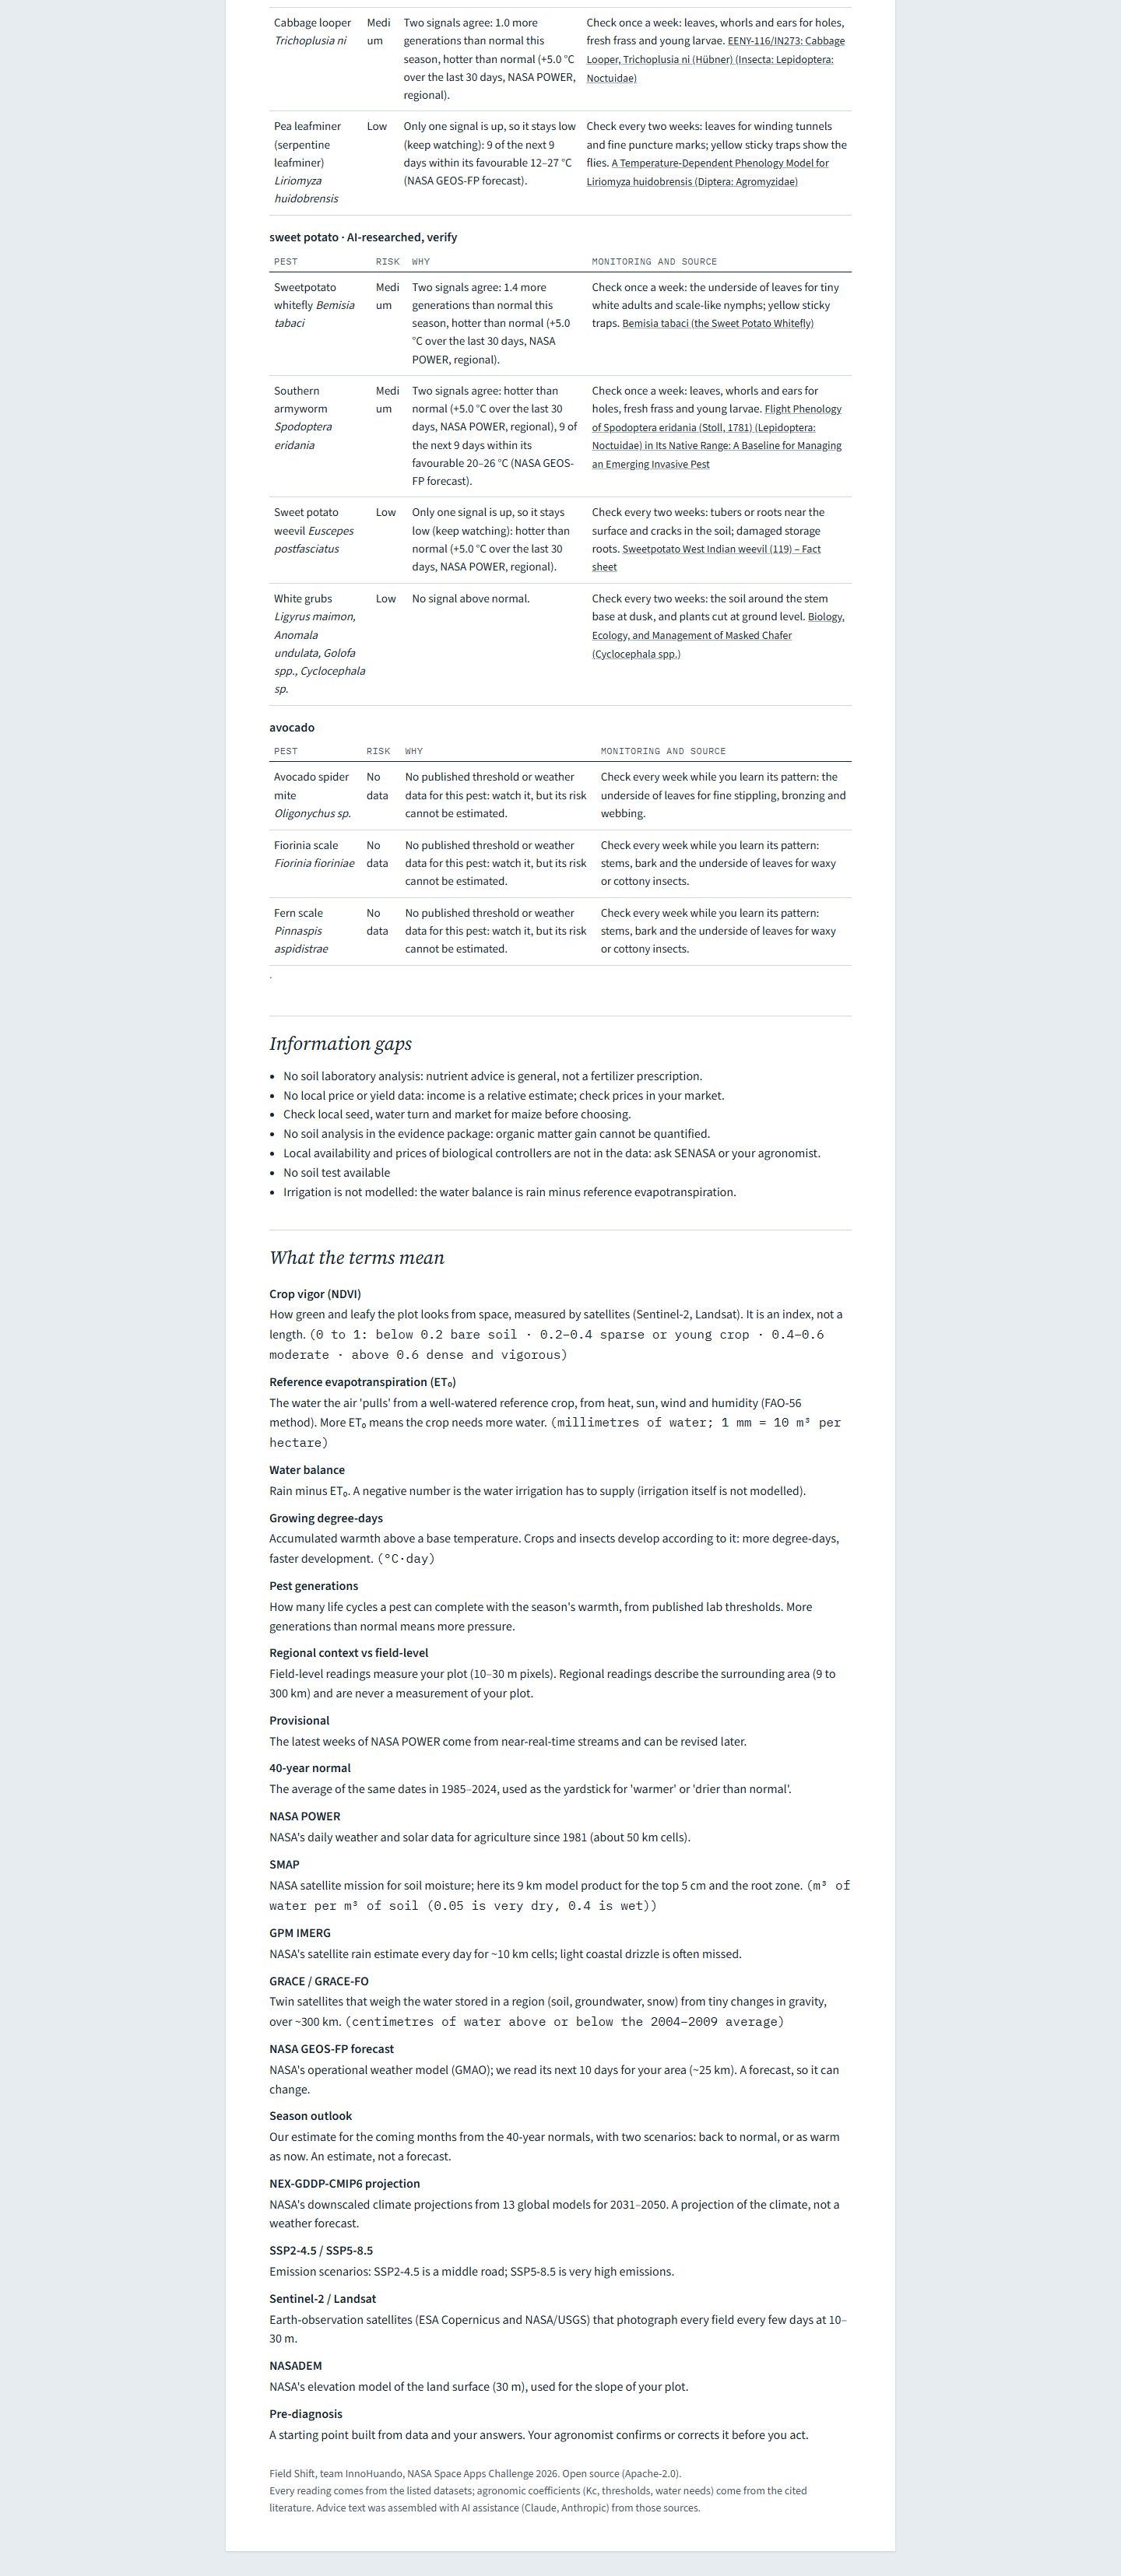 Cabbage looper Medi Two signals agree: 1.0 more Check once a week: leaves, whorls and ears for holes,
Trichoplusia ni um generations than normal this fresh frass and young larvae. EENY-116/IN273: Cabbage
season, hotter than normal (+5.0 °C Looper, Trichoplusia ni (Hübner) (Insecta: Lepidoptera:
over the last 30 days, NASA POWER, Noctuidae)
regional).
Pea leafminer Low Only one signal is up, so it stays low Check every two weeks: leaves for winding tunnels
(serpentine (keep watching): 9 of the next 9 and fine puncture marks; yellow sticky traps show the
leafminer) days within its favourable 12–27 °C flies. A Temperature-Dependent Phenology Model for
Liriomyza (NASA GEOS-FP forecast). Liriomyza huidobrensis (Diptera: Agromyzidae)
huidobrensis
sweet potato · AI-researched, verify
PEST RISK WHY MONITORING AND SOURCE
Sweetpotato Medi Two signals agree: 1.4 more Check once a week: the underside of leaves for tiny
whitefly Bemisia um generations than normal this white adults and scale-like nymphs; yellow sticky
tabaci season, hotter than normal (+5.0 traps. Bemisia tabaci (the Sweet Potato Whitefly)
°C over the last 30 days, NASA
POWER, regional).
Southern Medi Two signals agree: hotter than Check once a week: leaves, whorls and ears for
armyworm um normal (+5.0 °C over the last 30 holes, fresh frass and young larvae. Flight Phenology
Spodoptera days, NASA POWER, regional), 9 of of Spodoptera eridania (Stoll, 1781) (Lepidoptera:
eridania the next 9 days within its Noctuidae) in Its Native Range: A Baseline for Managing
favourable 20–26 °C (NASA GEOS- an Emerging Invasive Pest
FP forecast).
Sweet potato Low Only one signal is up, so it stays Check every two weeks: tubers or roots near the
weevil Euscepes low (keep watching): hotter than surface and cracks in the soil; damaged storage
postfasciatus normal (+5.0 °C over the last 30 roots. Sweetpotato West Indian weevil (119) – Fact
days, NASA POWER, regional). sheet
White grubs Low No signal above normal. Check every two weeks: the soil around the stem
Ligyrus maimon, base at dusk, and plants cut at ground level. Biology,
Anomala Ecology, and Management of Masked Chafer
undulata, Golofa (Cyclocephala spp.)
spp., Cyclocephala
sp.
avocado
PEST RISK WHY MONITORING AND SOURCE
Avocado spider No No published threshold or weather Check every week while you learn its pattern: the
mite data data for this pest: watch it, but its risk underside of leaves for fine stippling, bronzing and
Oligonychus sp. cannot be estimated. webbing.
Fiorinia scale No No published threshold or weather Check every week while you learn its pattern:
Fiorinia fioriniae data data for this pest: watch it, but its risk stems, bark and the underside of leaves for waxy
cannot be estimated. or cottony insects.
Fern scale No No published threshold or weather Check every week while you learn its pattern:
Pinnaspis data data for this pest: watch it, but its risk stems, bark and the underside of leaves for waxy
aspidistrae cannot be estimated. or cottony insects.
.
Information gaps
• No soil laboratory analysis: nutrient advice is general, not a fertilizer prescription.
• No local price or yield data: income is a relative estimate; check prices in your market.
• Check local seed, water turn and market for maize before choosing.
• No soil analysis in the evidence package: organic matter gain cannot be quantified.
• Local availability and prices of biological controllers are not in the data: ask SENASA or your agronomist.
• No soil test available
• Irrigation is not modelled: the water balance is rain minus reference evapotranspiration.
What the terms mean
Crop vigor (NDVI)
How green and leafy the plot looks from space, measured by satellites (Sentinel-2, Landsat). It is an index, not a
length. (0 to 1: below 0.2 bare soil · 0.2–0.4 sparse or young crop · 0.4–0.6
moderate · above 0.6 dense and vigorous)
Reference evapotranspiration (ET₀)
The water the air 'pulls' from a well-watered reference crop, from heat, sun, wind and humidity (FAO-56
method). More ET₀ means the crop needs more water. (millimetres of water; 1 mm = 10 m³ per
hectare)
Water balance
Rain minus ET₀. A negative number is the water irrigation has to supply (irrigation itself is not modelled).
Growing degree-days
Accumulated warmth above a base temperature. Crops and insects develop according to it: more degree-days,
faster development. (°C·day)
Pest generations
How many life cycles a pest can complete with the season's warmth, from published lab thresholds. More
generations than normal means more pressure.
Regional context vs field-level
Field-level readings measure your plot (10–30 m pixels). Regional readings describe the surrounding area (9 to
300 km) and are never a measurement of your plot.
Provisional
The latest weeks of NASA POWER come from near-real-time streams and can be revised later.
40-year normal
The average of the same dates in 1985–2024, used as the yardstick for 'warmer' or 'drier than normal'.
NASA POWER
NASA's daily weather and solar data for agriculture since 1981 (about 50 km cells).
SMAP
NASA satellite mission for soil moisture; here its 9 km model product for the top 5 cm and the root zone. (m³ of
water per m³ of soil (0.05 is very dry, 0.4 is wet))
GPM IMERG
NASA's satellite rain estimate every day for ~10 km cells; light coastal drizzle is often missed.
GRACE / GRACE-FO
Twin satellites that weigh the water stored in a region (soil, groundwater, snow) from tiny changes in gravity,
over ~300 km. (centimetres of water above or below the 2004–2009 average)
NASA GEOS-FP forecast
NASA's operational weather model (GMAO); we read its next 10 days for your area (~25 km). A forecast, so it can
change.
Season outlook
Our estimate for the coming months from the 40-year normals, with two scenarios: back to normal, or as warm
as now. An estimate, not a forecast.
NEX-GDDP-CMIP6 projection
NASA's downscaled climate projections from 13 global models for 2031–2050. A projection of the climate, not a
weather forecast.
SSP2-4.5 / SSP5-8.5
Emission scenarios: SSP2-4.5 is a middle road; SSP5-8.5 is very high emissions.
Sentinel-2 / Landsat
Earth-observation satellites (ESA Copernicus and NASA/USGS) that photograph every field every few days at 10–
30 m.
NASADEM
NASA's elevation model of the land surface (30 m), used for the slope of your plot.
Pre-diagnosis
A starting point built from data and your answers. Your agronomist confirms or corrects it before you act.
Field Shift, team InnoHuando, NASA Space Apps Challenge 2026. Open source (Apache-2.0).
Every reading comes from the listed datasets; agronomic coefficients (Kc, thresholds, water needs) come from the cited
literature. Advice text was assembled with AI assistance (Claude, Anthropic) from those sources.